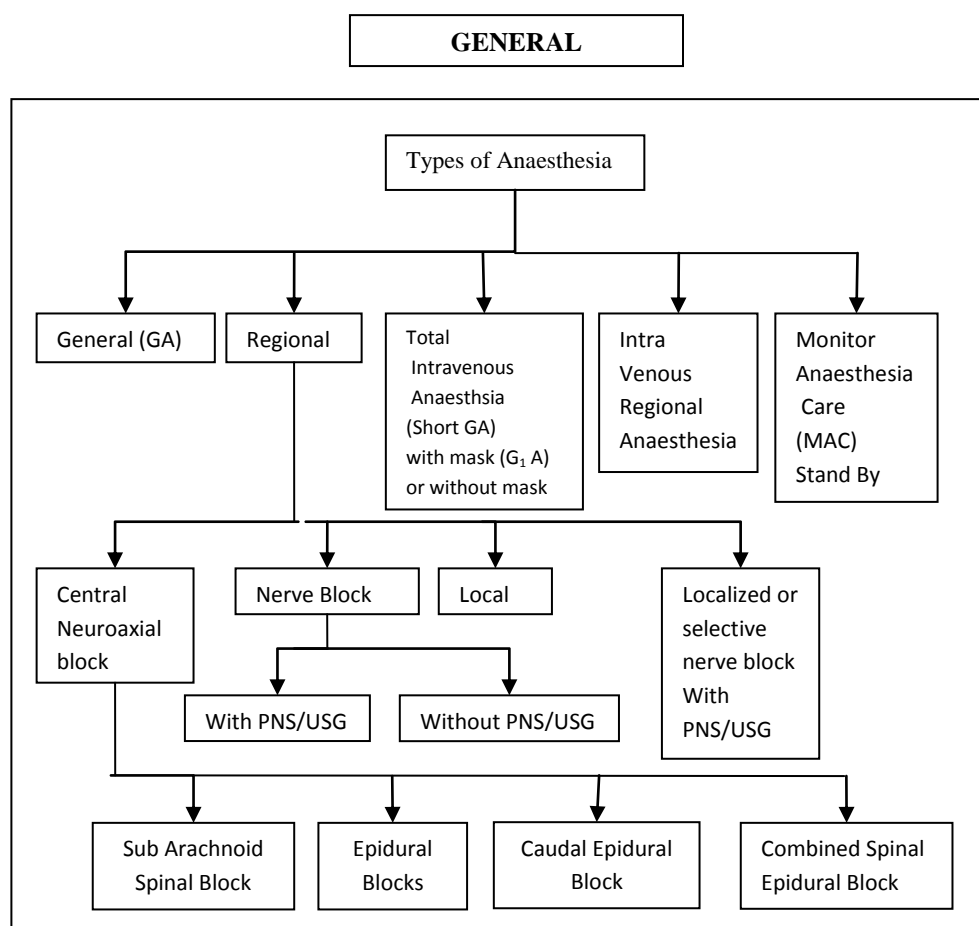 GENERAL
Types of Anaesthesia
General (GA)
Regional
Total
Intravenous
Anaesthsia
(Short GA)
with mask (G₁ A)
or without mask
Intra
Venous
Regional
Anaesthesia
Monitor
Anaesthesia
Care
(MAC)
Stand By
Central
Neuroaxial
block
Nerve Block
Local
Localized or
selective
nerve block
With
PNS/USG
With PNS/USG
Without PNS/USG
Sub Arachnoid
Spinal Block
Epidural
Blocks
Caudal Epidural
Block
Combined Spinal
Epidural Block